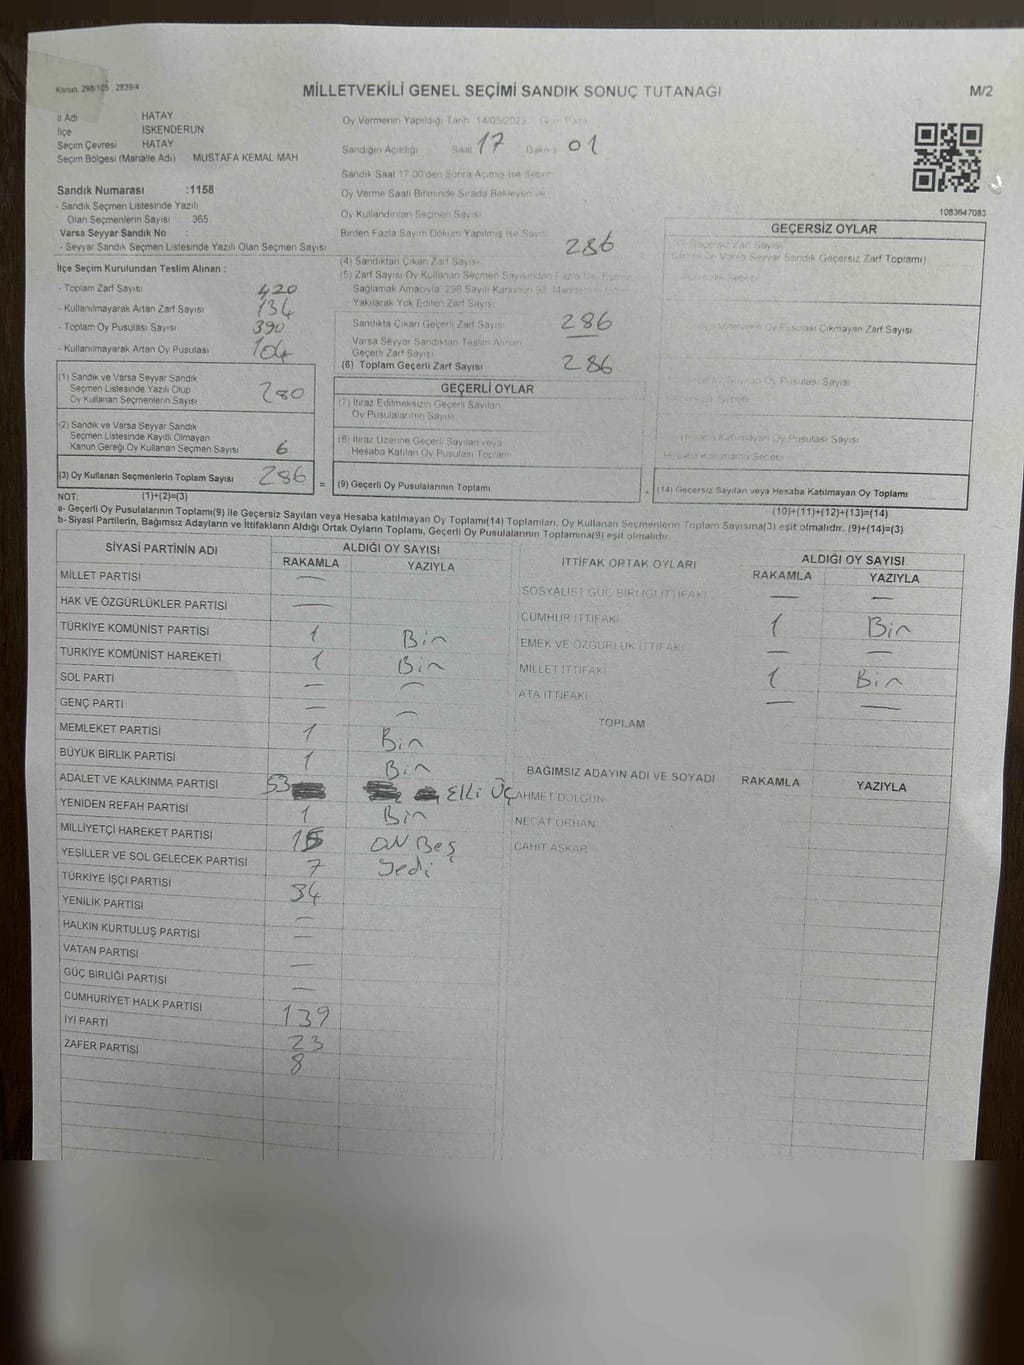 Kanun: 298/105 2839/4
MİLLETVEKİLİ GENEL SEÇİMİ SANDIK SONUÇ TUTANAĞI
M/2
İl Adı HATAY
İlçe İSKENDERUN
Seçim Çevresi HATAY
Seçim Bölgesi (Mahalle Adı) MUSTAFA KEMAL MAH
Sandık Numarası :1158
- Sandık Seçmen Listesinde Yazılı
Olan Seçmenlerin Sayısı 365
Varsa Seyyar Sandık No :
- Seyyar Sandık Seçmen Listesinde Yazılı Olan Seçmen Sayısı
İlçe Seçim Kurulundan Teslim Alınan :
- Toplam Zarf Sayısı 420
- Kullanılmayarak Artan Zarf Sayısı 134
- Toplam Oy Pusulası Sayısı 390
- Kullanılmayarak Artan Oy Pusulası 104
(1) Sandık ve Varsa Seyyar Sandık
Seçmen Listesinde Yazılı Olup
Oy Kullanan Seçmenlerin Sayısı 280
(2) Sandık ve Varsa Seyyar Sandık
Seçmen Listesinde Kayıtlı Olmayan
Kanun Gereği Oy Kullanan Seçmen Sayısı 6
(3) Oy Kullanan Seçmenlerin Toplam Sayısı 286 =
Oy Vermenin Yapıldığı Tarih 14/05/2023
Sandığın Açıldığı Saat 17 Dakika 01
Sandık Saat 17.00'den Sonra Açılmış İse Sebebi
Oy Verme Saati Bitiminde Sırada Bekleyen ve
Oy Kullandırılan Seçmen Sayısı
Birden Fazla Sayım Döküm Yapılmış İse Sayısı
(4) Sandıktan Çıkan Zarf Sayısı 286
(5) Zarf Sayısı Oy Kullanan Seçmen Sayısından Fazla İse
Sağlamak Amacıyla, 298 Sayılı Kanunun 98. Maddesi
Yakılarak Yok Edilen Zarf Sayısı
Sandıkta Çıkan Geçerli Zarf Sayısı 286
Varsa Seyyar Sandıktan Teslim Alınan
Geçerli Zarf Sayısı
(6) Toplam Geçerli Zarf Sayısı 286
GEÇERLİ OYLAR
(7) İtiraz Edilmeksizin Geçerli Sayılan
Oy Pusulalarının Sayısı
(8) İtiraz Üzerine Geçerli Sayılan veya
Hesaba Katılan Oy Pusulası Toplamı
(9) Geçerli Oy Pusulalarının Toplamı
1083647083
GEÇERSİZ OYLAR
Geçersiz Zarf Sayısı
Sandık ve Varsa Seyyar Sandık Geçersiz Zarf Toplamı)
Sebebi
Milletvekili Oy Pusulası Çıkmayan Zarf Sayısı
Sayılan Oy Pusulası Sayısı
Sebebi
Hesaba Katılmayan Oy Pusulası Sayısı
Hesaba Katılmama Sebebi
(14) Geçersiz Sayılan veya Hesaba Katılmayan Oy Toplamı
(10)+(11)+(12)+(13)=(14)
NOT: (1)+(2)=(3)
a- Geçerli Oy Pusulalarının Toplamı(9) ile Geçersiz Sayılan veya Hesaba katılmayan Oy Toplamı(14) Toplamları, Oy Kullanan Seçmenlerin Toplam Sayısına(3) eşit olmalıdır. (9)+(14)=(3)
b- Siyasi Partilerin, Bağımsız Adayların ve İttifakların Aldığı Ortak Oyların Toplamı, Geçerli Oy Pusulalarının Toplamına(9) eşit olmalıdır.
SİYASİ PARTİNİN ADI ALDIĞI OY SAYISI
RAKAMLA YAZIYLA
MİLLET PARTİSİ —
HAK VE ÖZGÜRLÜKLER PARTİSİ —
TÜRKİYE KOMÜNİST PARTİSİ 1 Bir
TÜRKİYE KOMÜNİST HAREKETİ 1 Bir
SOL PARTİ — —
GENÇ PARTİ — —
MEMLEKET PARTİSİ 1 Bir
BÜYÜK BİRLİK PARTİSİ 1 Bir
ADALET VE KALKINMA PARTİSİ 53 Elli Üç
YENİDEN REFAH PARTİSİ 1 Bir
MİLLİYETÇİ HAREKET PARTİSİ 15 ON Beş
YEŞİLLER VE SOL GELECEK PARTİSİ 7 Yedi
TÜRKİYE İŞÇİ PARTİSİ 34
YENİLİK PARTİSİ —
HALKIN KURTULUŞ PARTİSİ —
VATAN PARTİSİ —
GÜÇ BİRLİĞİ PARTİSİ —
CUMHURİYET HALK PARTİSİ 139
İYİ PARTİ 23
ZAFER PARTİSİ 8
İTTİFAK ORTAK OYLARI ALDIĞI OY SAYISI
RAKAMLA YAZIYLA
SOSYALİST GÜÇ BİRLİĞİ İTTİFAKI — —
CUMHUR İTTİFAKI 1 Bir
EMEK VE ÖZGÜRLÜK İTTİFAKI — —
MİLLET İTTİFAKI 1 Bir
ATA İTTİFAKI — —
TOPLAM
BAĞIMSIZ ADAYIN ADI VE SOYADI RAKAMLA YAZIYLA
AHMET DOLGUN
NECAT ORHAN
CAHİT AŞKAR